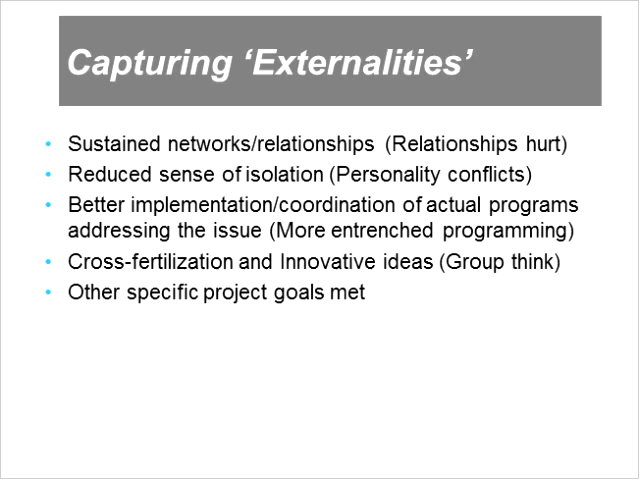 Capturing ‘Externalities’
• Sustained networks/relationships (Relationships hurt)
• Reduced sense of isolation (Personality conflicts)
• Better implementation/coordination of actual programs
addressing the issue (More entrenched programming)
• Cross-fertilization and Innovative ideas (Group think)
• Other specific project goals met